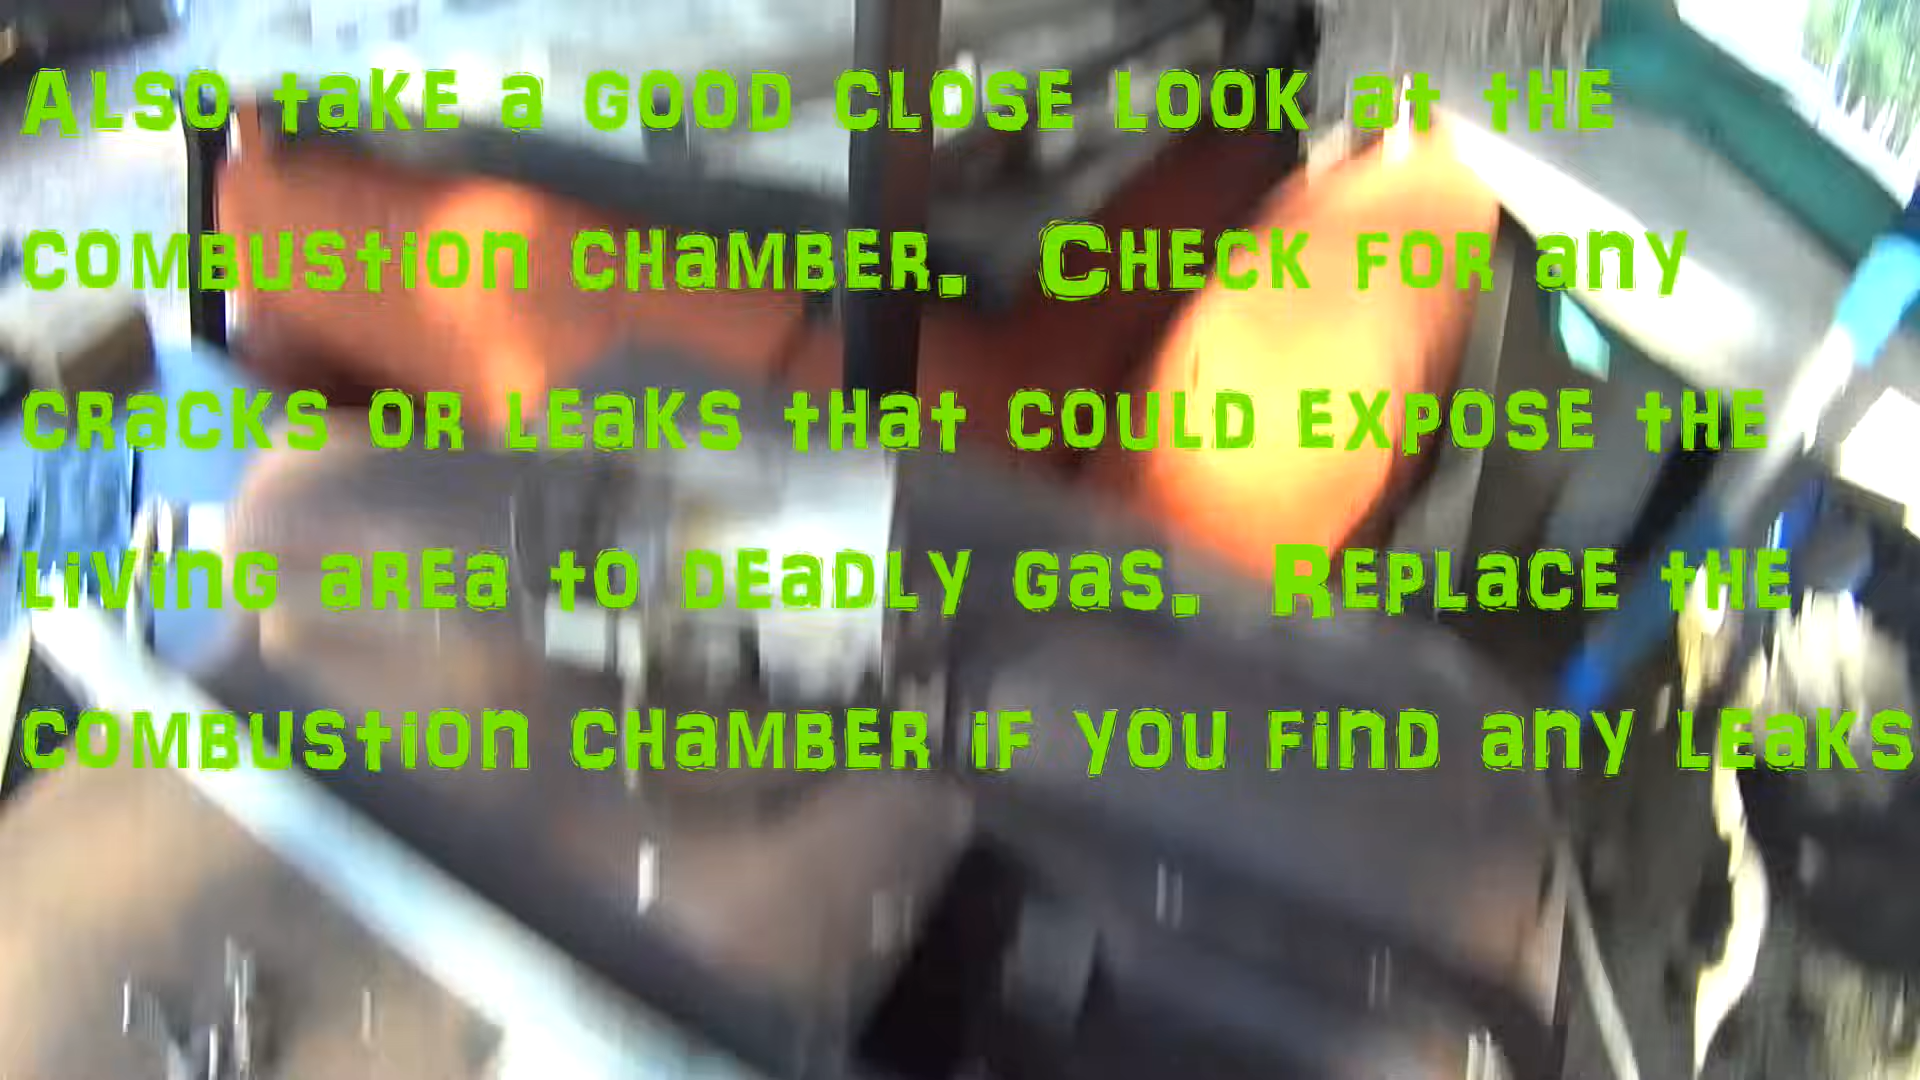 Also take a good close look at the
combustion chamber. Check for any
cracks or leaks that could expose the
living area to deadly gas. Replace the
combustion chamber if you find any leaks